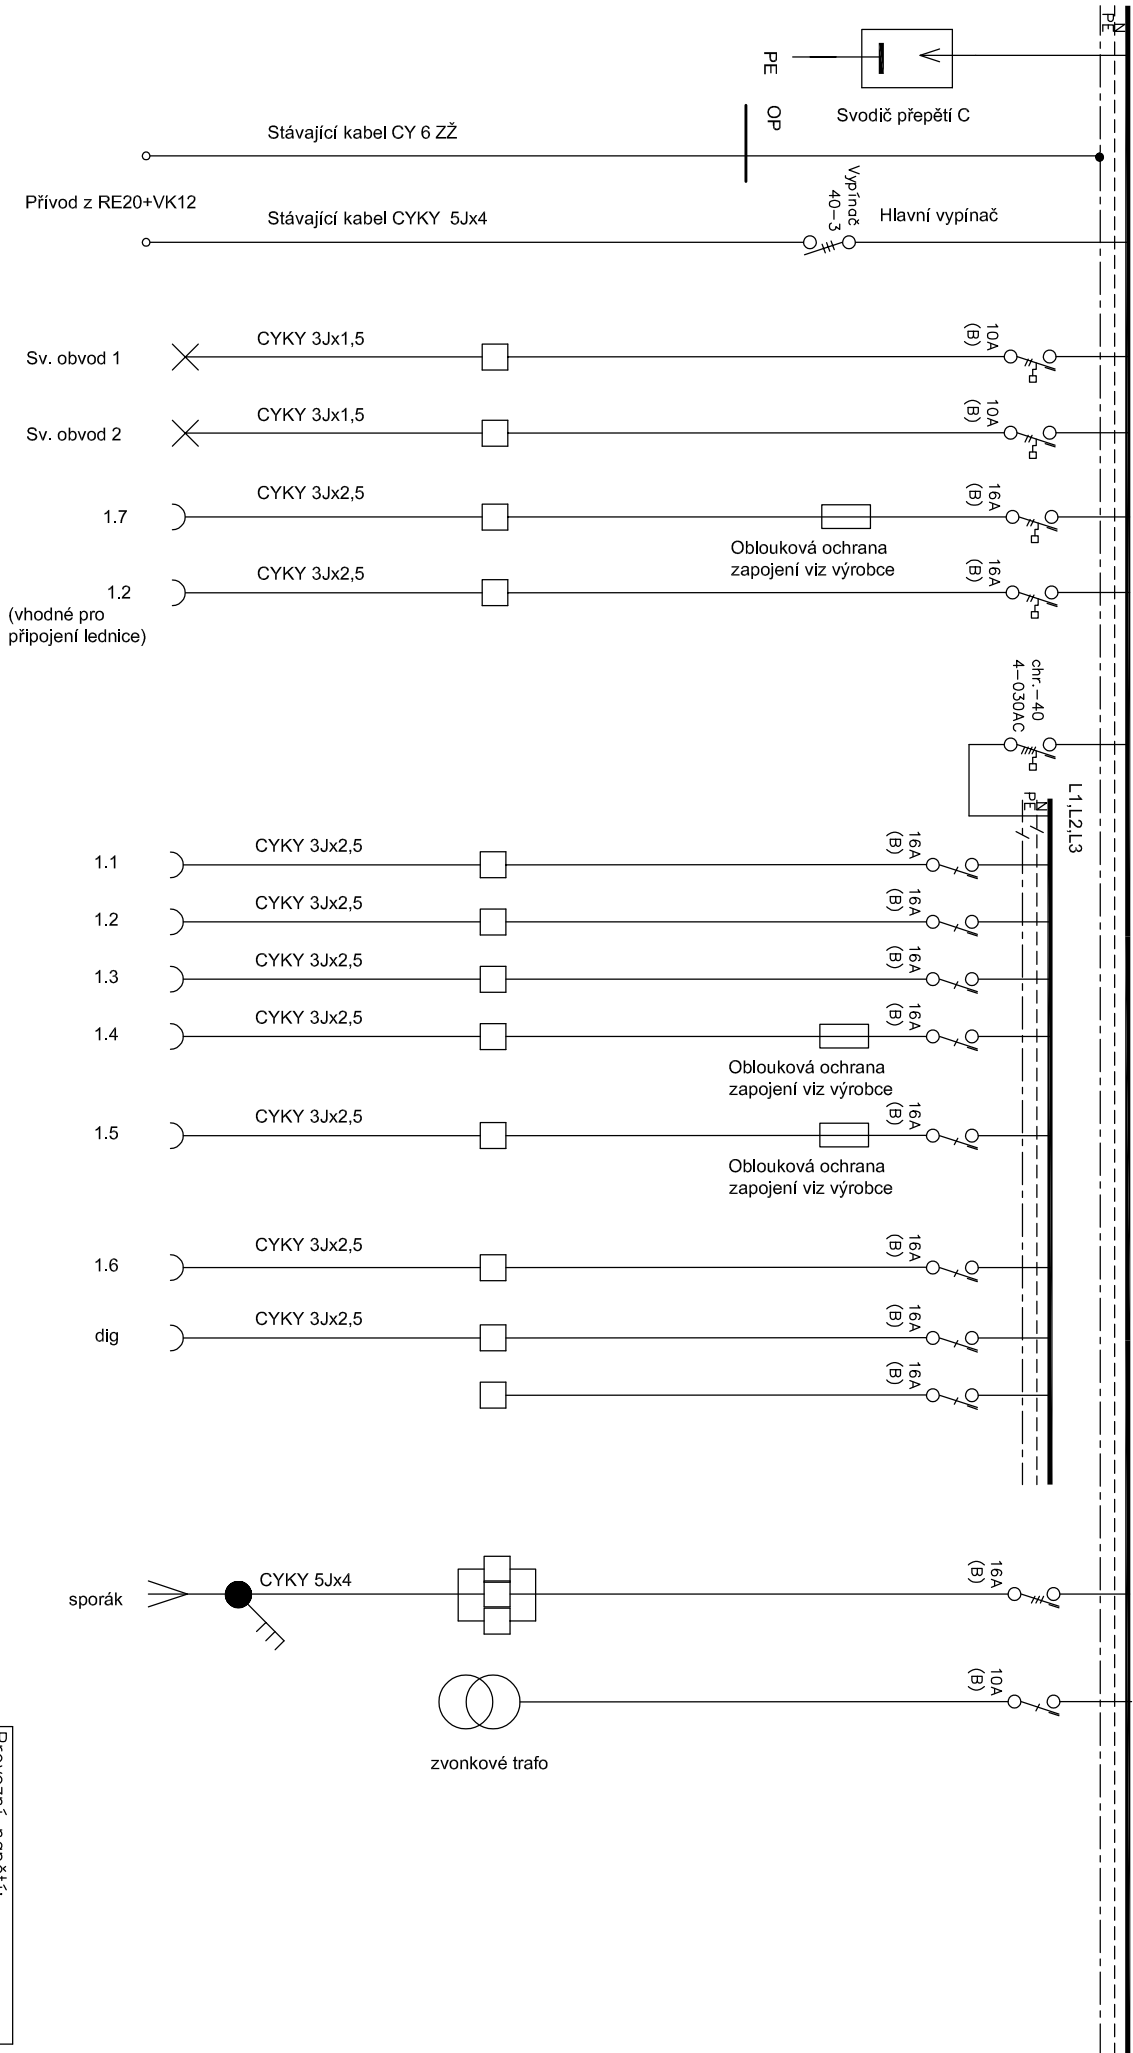 PE
N
PE
Svodič přepětí C
OP
Stávající kabel CY 6 ZŽ
Přívod z RE20+VK12
Stávající kabel CYKY 5Jx4
Vypínač
40-3
Hlavní vypínač
Sv. obvod 1
CYKY 3Jx1,5
10A
(B)
Sv. obvod 2
CYKY 3Jx1,5
10A
(B)
1.7
CYKY 3Jx2,5
Oblouková ochrana
zapojení viz výrobce
16A
(B)
1.2
(vhodné pro
připojení lednice)
CYKY 3Jx2,5
16A
(B)
chr.-40
4-030AC
L1,L2,L3
N
PE
1.1
CYKY 3Jx2,5
16A
(B)
1.2
CYKY 3Jx2,5
16A
(B)
1.3
CYKY 3Jx2,5
16A
(B)
1.4
CYKY 3Jx2,5
Oblouková ochrana
zapojení viz výrobce
16A
(B)
1.5
CYKY 3Jx2,5
Oblouková ochrana
zapojení viz výrobce
16A
(B)
1.6
CYKY 3Jx2,5
16A
(B)
dig
CYKY 3Jx2,5
16A
(B)
16A
(B)
sporák
CYKY 5Jx4
16A
(B)
zvonkové trafo
10A
(B)